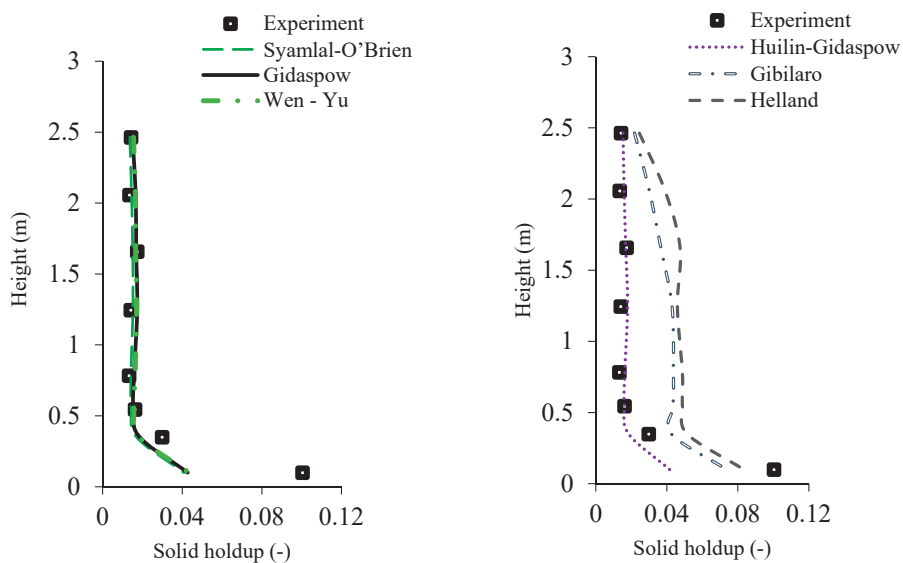 Experiment
Syamlal-O’Brien
Gidaspow
Wen - Yu
3
2.5
2
1.5
1
0.5
0
Height (m)
0 0.04 0.08 0.12
Solid holdup (-)
Experiment
Huilin-Gidaspow
Gibilaro
Helland
3
2.5
2
1.5
1
0.5
0
Height (m)
0 0.04 0.08 0.12
Solid holdup (-)